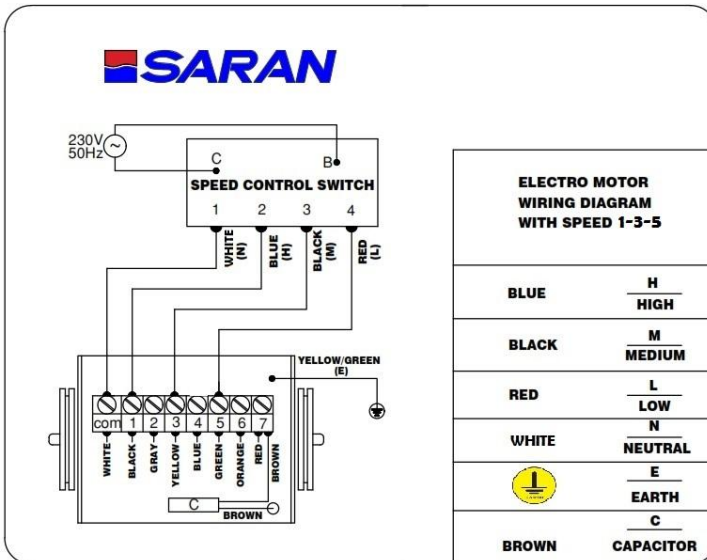 SARAN
230V
50Hz
~
C
B
SPEED CONTROL SWITCH
1 2 3 4
WHITE
(N)
BLUE
(H)
BLACK
(M)
RED
(L)
YELLOW/GREEN
(E)
com 1 2 3 4 5 6 7
WHITE
BLACK
GRAY
YELLOW
BLUE
GREEN
ORANGE
RED
BROWN
C
BROWN
ELECTRO MOTOR
WIRING DIAGRAM
WITH SPEED 1-3-5
BLUE
H
HIGH
BLACK
M
MEDIUM
RED
L
LOW
WHITE
N
NEUTRAL
E
EARTH
BROWN
C
CAPACITOR